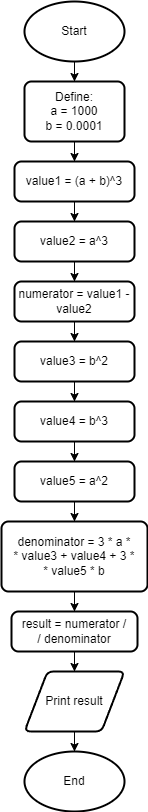 Start
Define:
a = 1000
b = 0.0001
value1 = (a + b)^3
value2 = a^3
numerator = value1 -
value2
value3 = b^2
value4 = b^3
value5 = a^2
denominator = 3 * a *
* value3 + value4 + 3 *
* value5 * b
result = numerator /
/ denominator
Print result
End